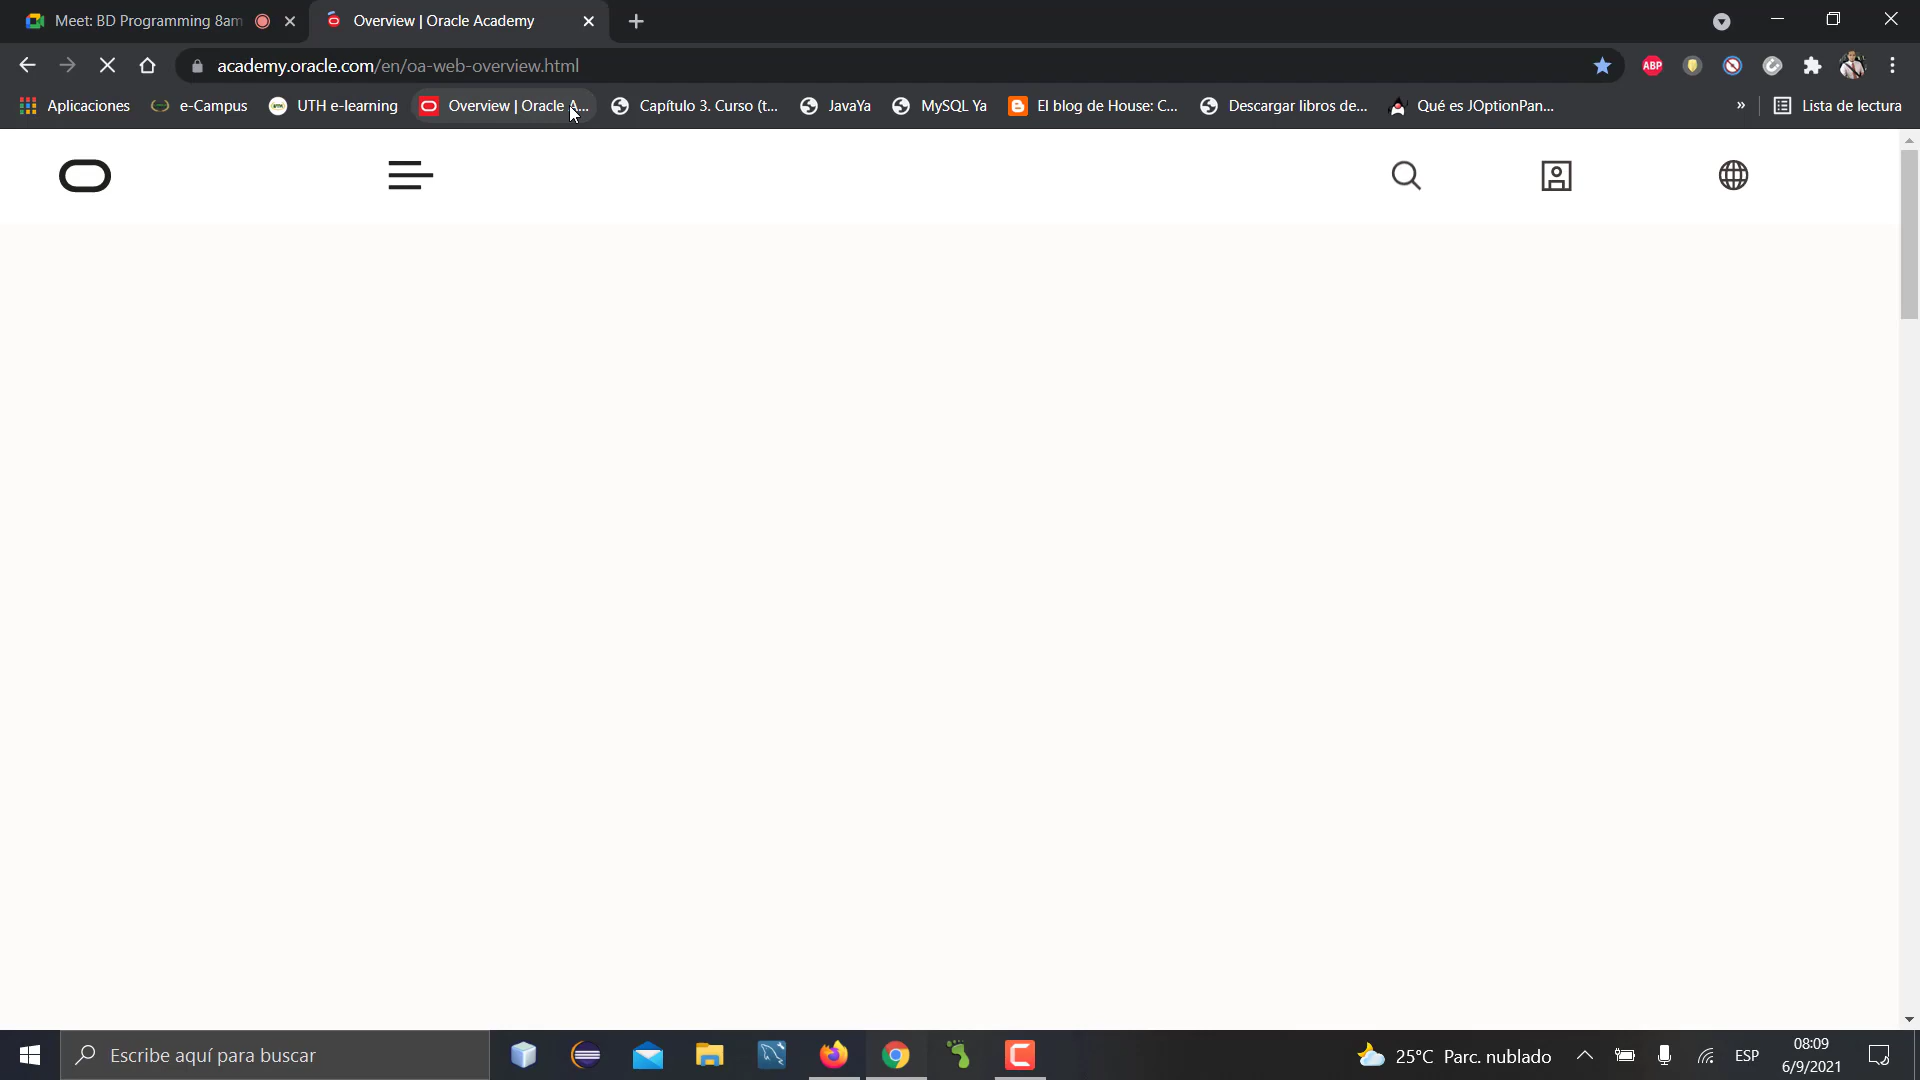 Meet: BD Programming 8am
Overview | Oracle Academy
academy.oracle.com/en/oa-web-overview.html
ABP
Aplicaciones
e-Campus
UTH e-learning
Overview | Oracle A...
Capítulo 3. Curso (t...
JavaYa
MySQL Ya
El blog de House: C...
Descargar libros de...
Qué es JOptionPan...
»
Lista de lectura
Escribe aquí para buscar
25°C Parc. nublado
ESP
08:09
6/9/2021